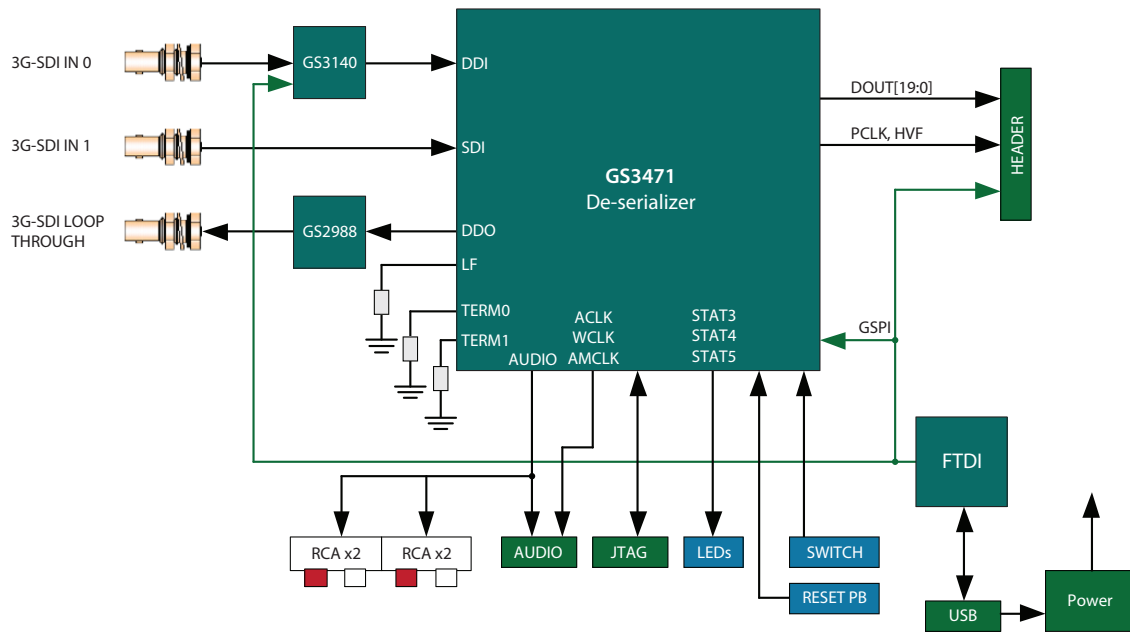 3G-SDI IN 0
GS3140
DDI
DOUT[19:0]
PCLK, HVF
HEADER
3G-SDI IN 1
SDI
GS3471
De-serializer
3G-SDI LOOP
THROUGH
GS2988
DDO
LF
TERM0
TERM1
AUDIO
ACLK
WCLK
AMCLK
STAT3
STAT4
STAT5
GSPI
FTDI
RCA x2
RCA x2
AUDIO
JTAG
LEDs
SWITCH
RESET PB
USB
Power